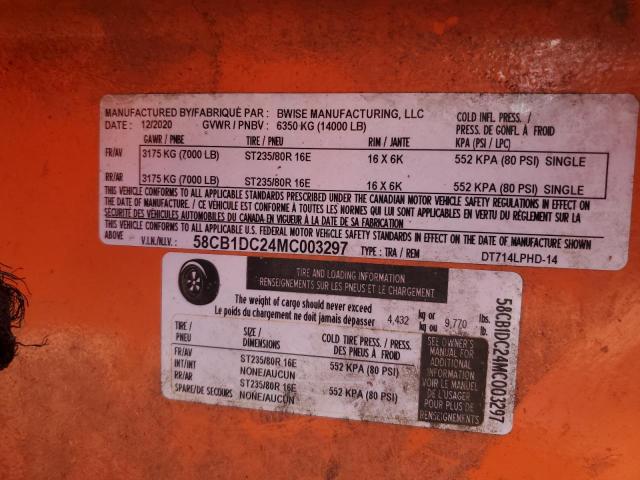 MANUFACTURED BY/FABRIQUÉ PAR : BWISE MANUFACTURING, LLC
DATE : 12/2020 GVWR / PNBV : 6350 KG (14000 LB)
COLD INFL. PRESS. /
PRESS. DE GONFL. À FROID
GAWR / PNBE TIRE / PNEU RIM / JANTE KPA (PSI / LPC)
FR/AV 3175 KG (7000 LB) ST235/80R 16E 16 X 6K 552 KPA (80 PSI) SINGLE
RR/AR 3175 KG (7000 LB) ST235/80R 16E 16 X 6K 552 KPA (80 PSI) SINGLE
THIS VEHICLE CONFORMS TO ALL APPLICABLE STANDARDS PRESCRIBED UNDER THE CANADIAN MOTOR VEHICLE SAFETY REGULATIONS IN EFFECT ON
THE DATE OF MANUFACTURE. / CE VÉHICULE EST CONFORME À TOUTES LES NORMES QUI LUI SONT APPLICABLES EN VERTU DU RÈGLEMENT SUR LA
SÉCURITÉ DES VÉHICULES DU CANADA EN VIGUEUR À LA DATE DE SA FABRICATION.
THIS VEHICLE CONFORMS TO ALL APPLICABLE U.S. FEDERAL MOTOR VEHICLE SAFETY STANDARDS IN EFFECT ON THE DATE OF MANUFACTURE SHOWN
ABOVE. V.I.N./N.I.V.: 58CB1DC24MC003297 TYPE : TRA / REM DT714LPHD-14
TIRE AND LOADING INFORMATION
RENSEIGNEMENTS SUR LES PNEUS ET LE CHARGEMENT
The weight of cargo should never exceed
Le poids du chargement ne doit jamais dépasser 4,432 kg or kg ou 9,770 lbs. lb.
TIRE / PNEU
SIZE / DIMENSIONS
COLD TIRE PRESS. / PRESS. DES PNEUS À FROID
FR/AV ST235/80R 16E 552 KPA (80 PSI)
INT/INT NONE/AUCUN
RR/AR ST235/80R 16E 552 KPA (80 PSI)
SPARE/DE SECOURS NONE/AUCUN
SEE OWNER'S
MANUAL FOR
ADDITIONAL
INFORMATION
VOIR LE MANUEL
DE L'USAGER
POUR PLUS DE
RENSEIGNEMENTS
58CB1DC24MC003297